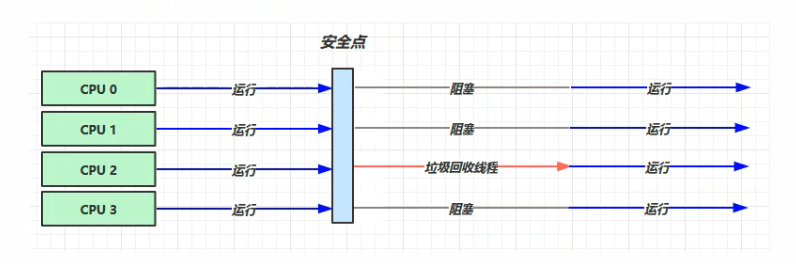 安全点
CPU 0 运行 阻塞 运行
CPU 1 运行 阻塞 运行
CPU 2 运行 垃圾回收线程 运行
CPU 3 运行 阻塞 运行